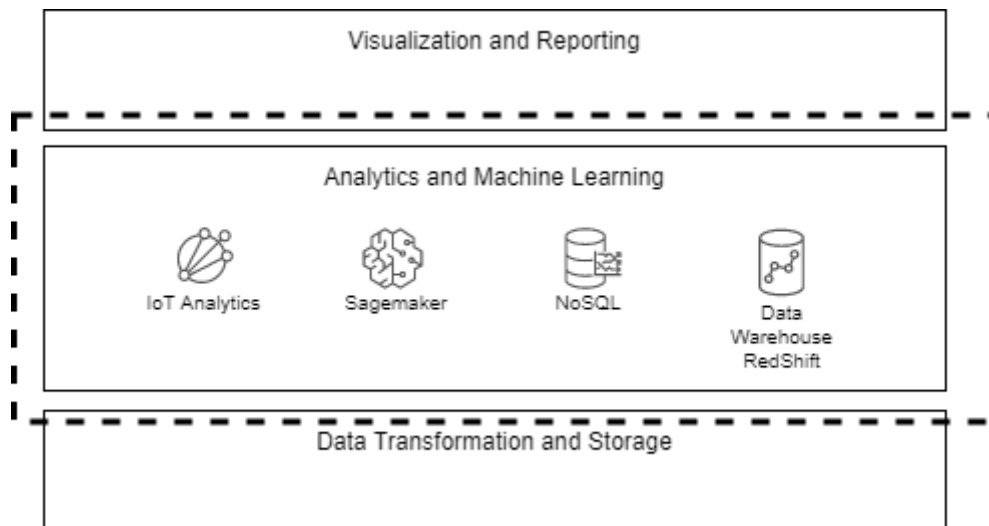 Visualization and Reporting
Analytics and Machine Learning
IoT Analytics
Sagemaker
NoSQL
Data
Warehouse
RedShift
Data Transformation and Storage